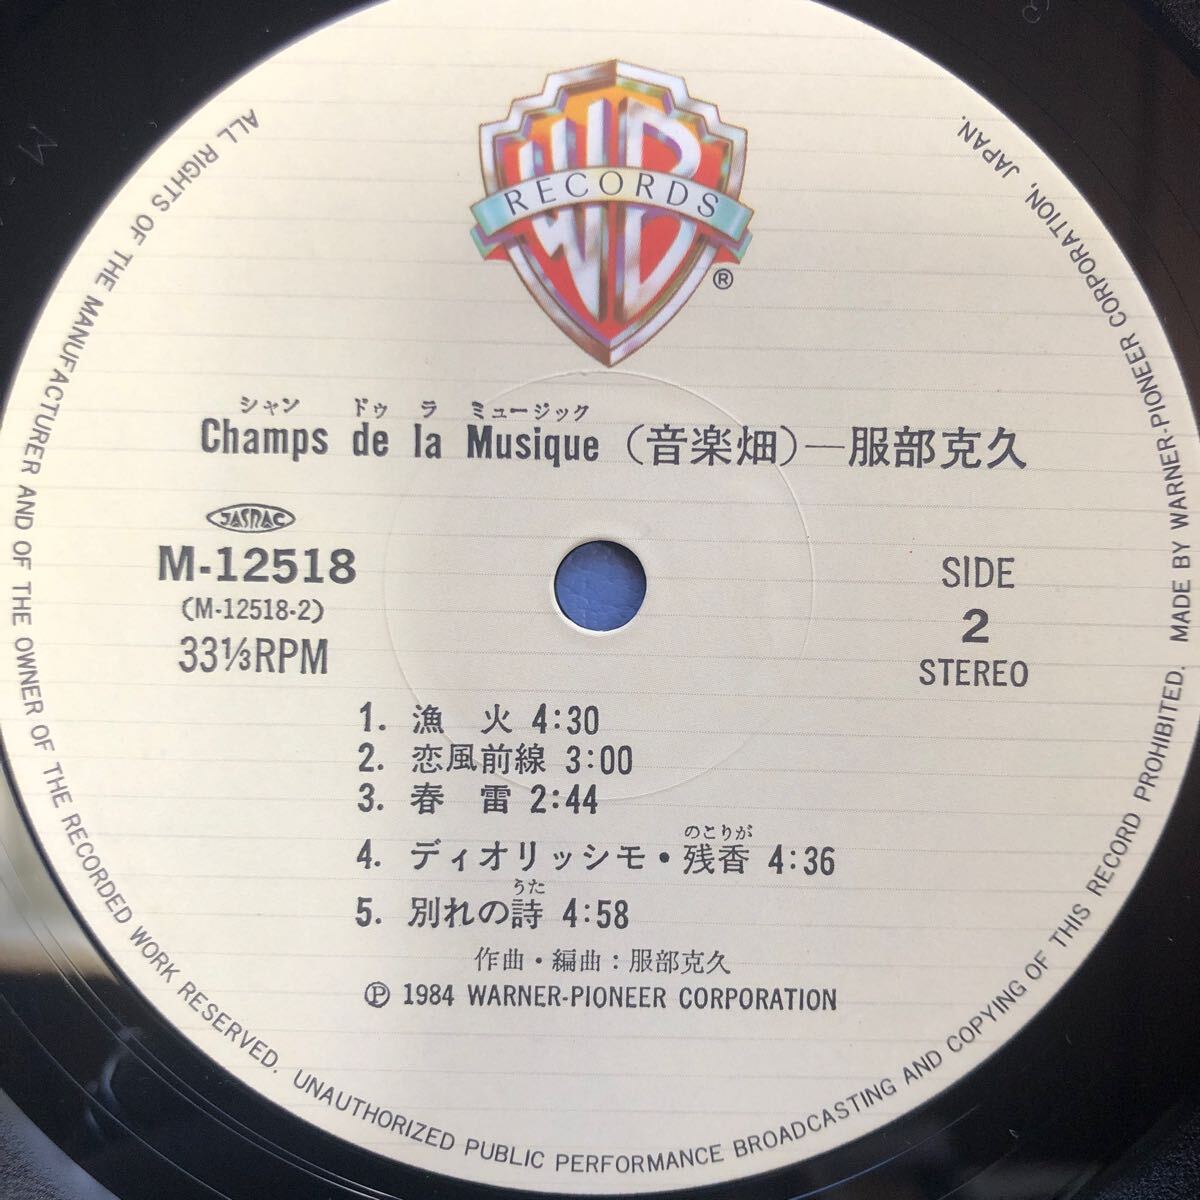 WB
RECORDS
®
シャン ドゥ ラ ミュージック
Champs de la Musique (音楽畑)—服部克久
JASRAC
M-12518
(M-12518-2)
33⅓RPM
SIDE
2
STEREO
1. 漁　火 4:30
2. 恋風前線 3:00
3. 春　雷 2:44
のこりが
4. ディオリッシモ・残香 4:36
うた
5. 別れの詩 4:58
作曲・編曲：服部克久
Ⓟ 1984 WARNER-PIONEER CORPORATION
ALL RIGHTS OF THE MANUFACTURER AND OF THE OWNER OF THE RECORDED WORK RESERVED. UNAUTHORIZED PUBLIC PERFORMANCE BROADCASTING AND COPYING OF THIS RECORD PROHIBITED. MADE BY WARNER-PIONEER CORPORATION, JAPAN.